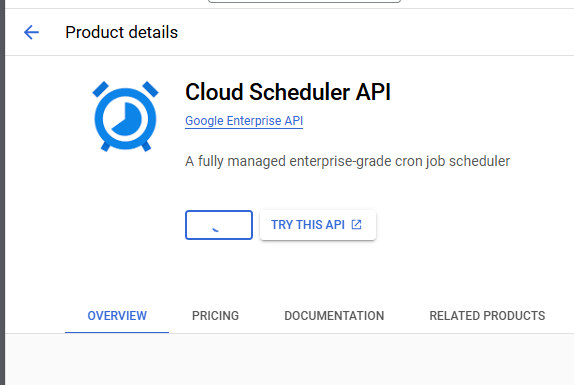 Product details
Cloud Scheduler API
Google Enterprise API
A fully managed enterprise-grade cron job scheduler
TRY THIS API
OVERVIEW PRICING DOCUMENTATION RELATED PRODUCTS